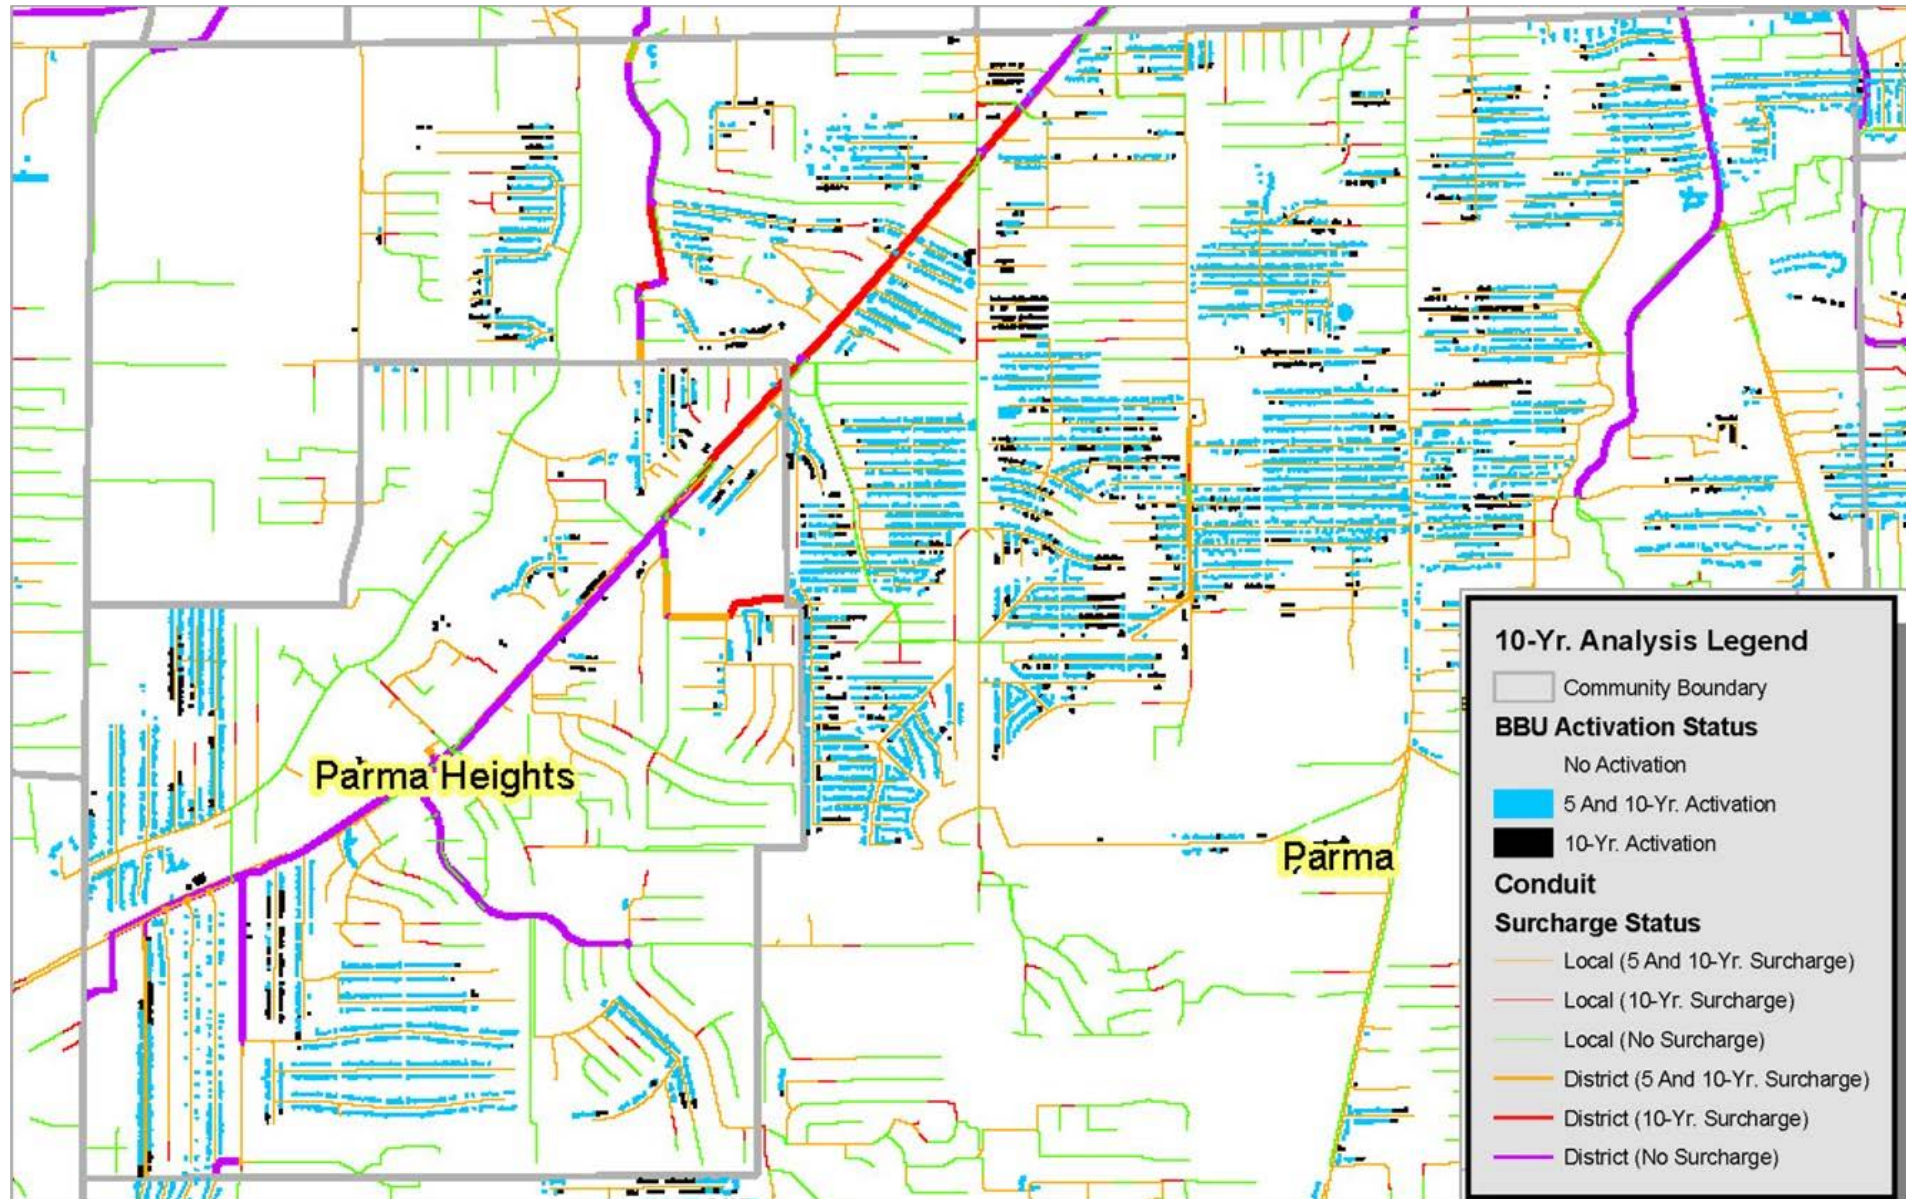 Parma Heights
Parma
10-Yr. Analysis Legend
Community Boundary
BBU Activation Status
No Activation
5 And 10-Yr. Activation
10-Yr. Activation
Conduit
Surcharge Status
Local (5 And 10-Yr. Surcharge)
Local (10-Yr. Surcharge)
Local (No Surcharge)
District (5 And 10-Yr. Surcharge)
District (10-Yr. Surcharge)
District (No Surcharge)